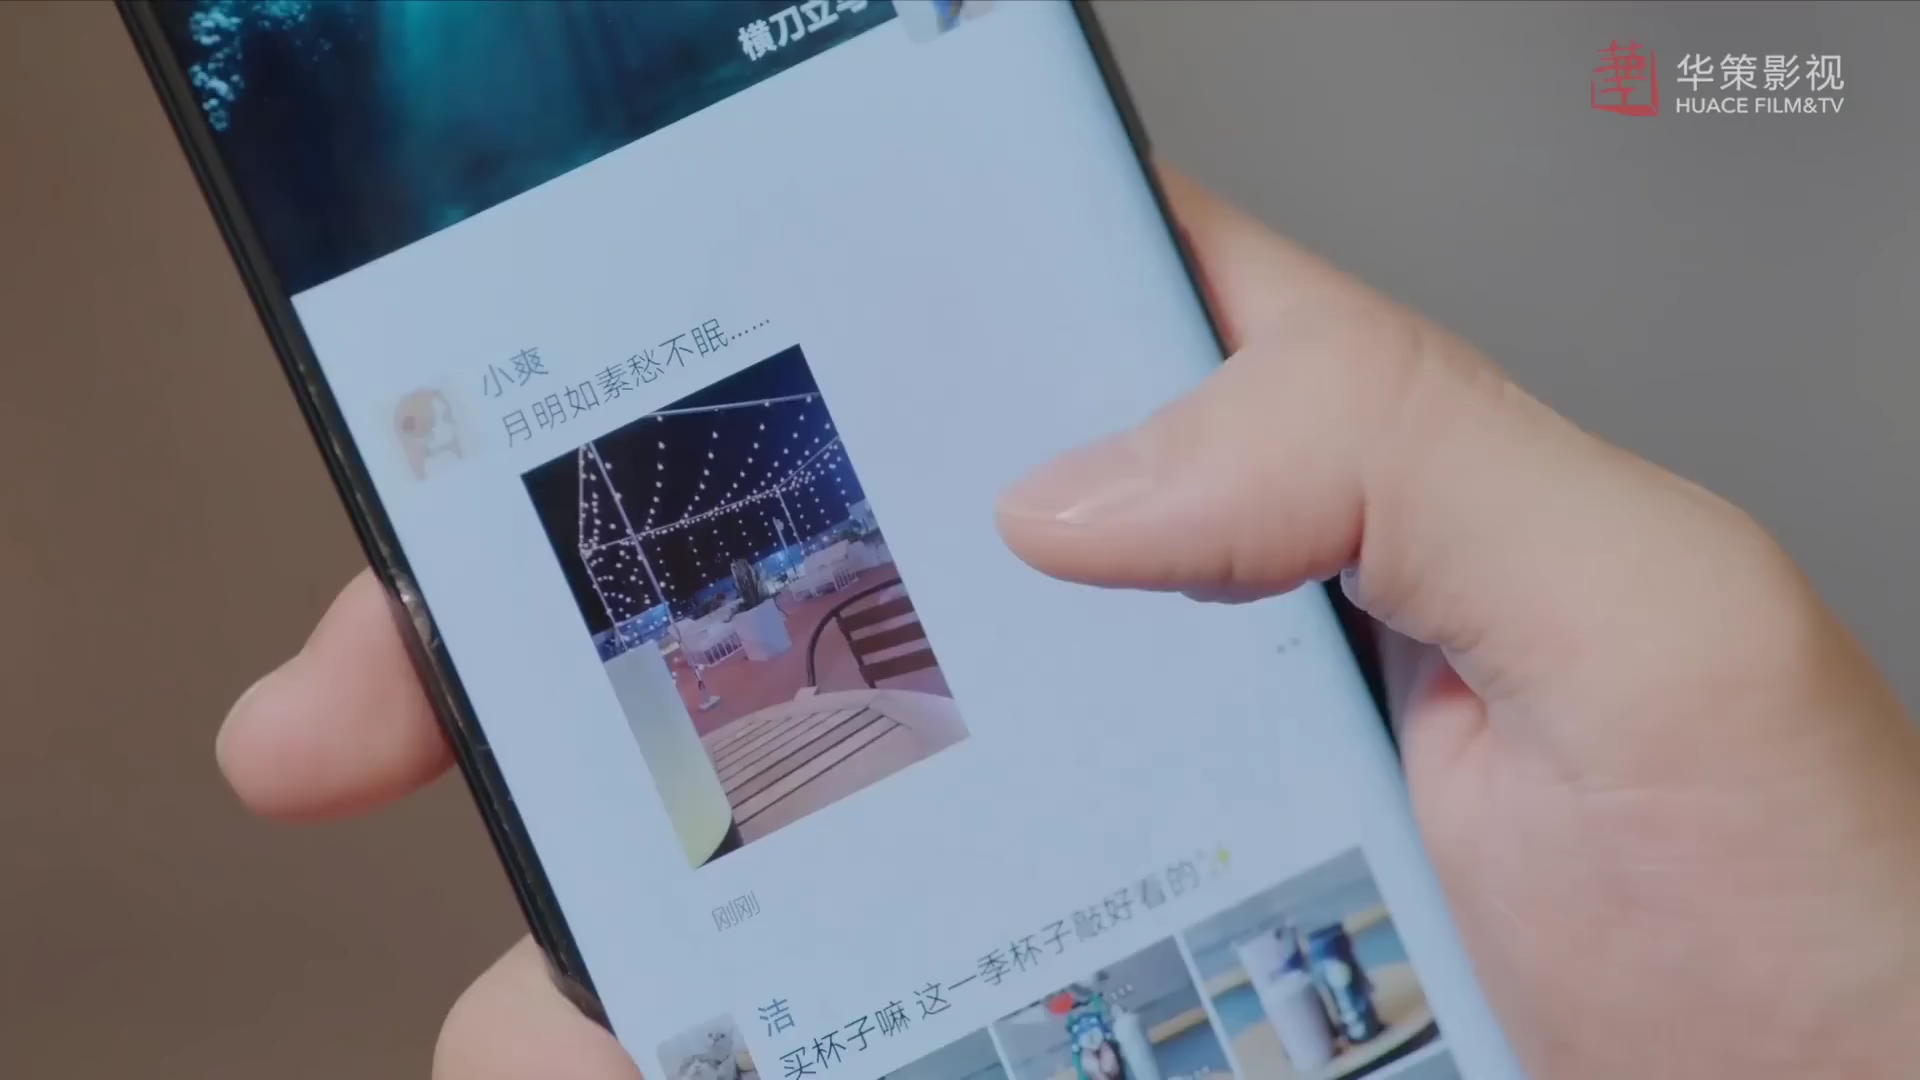 横刀立马
华策影视
HUACE FILM&TV
小爽
月明如素愁不眠……
刚刚
洁
买杯子嘛 这一季杯子敲好看的✨